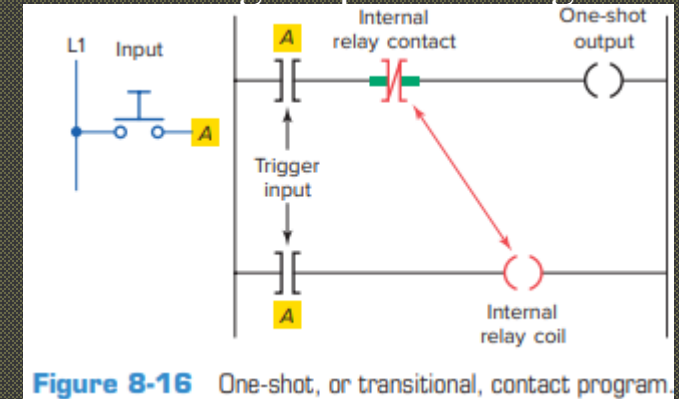 Internal
relay contact
One-shot
output
L1
Input
A
A
Trigger
input
A
Internal
relay coil
Figure 8-16 One-shot, or transitional, contact program.